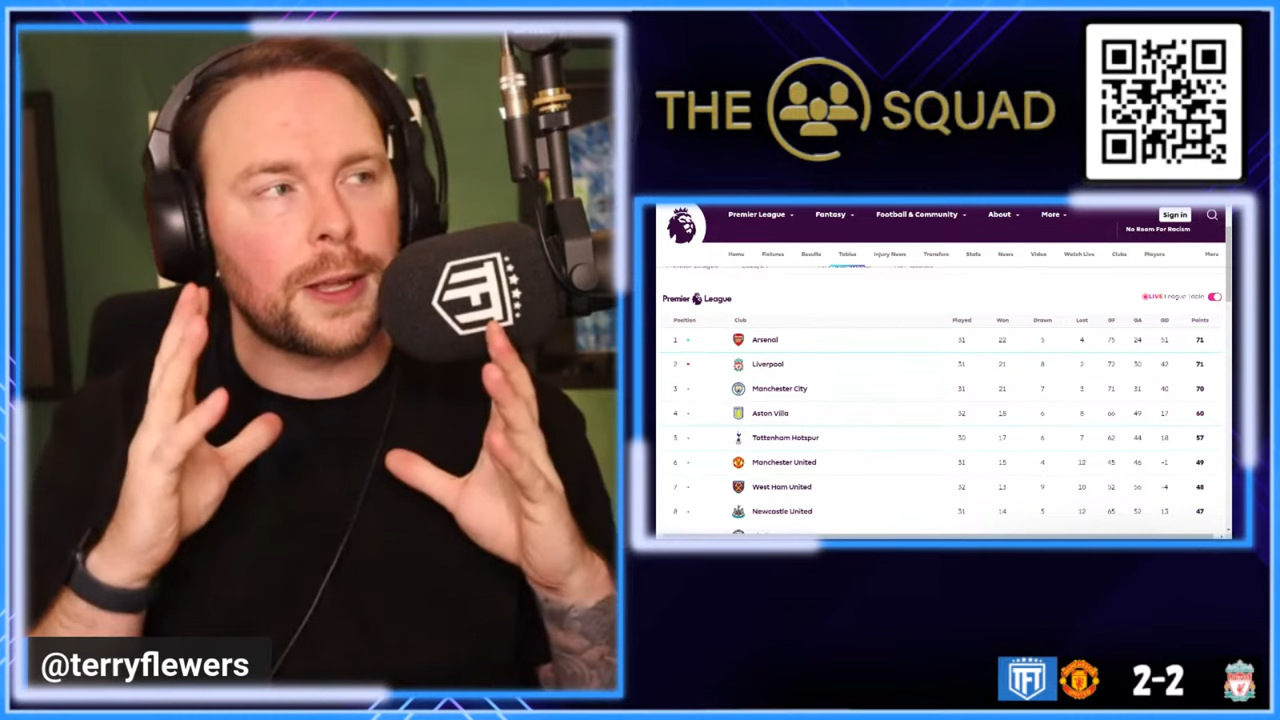 THE SQUAD
TFT
@terryflewers
Premier League Fantasy Football & Community About More Sign in
No Room For Racism
Home Fixtures Results Tables Injury News Transfers Stats News Video Watch Live Clubs Players More
Premier League
LIVE League Table
Position Club Played Won Drawn Lost GF GA GD Points
1 Arsenal 31 22 5 4 75 24 51 71
2 Liverpool 31 21 8 2 72 30 42 71
3 Manchester City 31 21 7 3 71 31 40 70
4 Aston Villa 32 18 6 8 66 49 17 60
5 Tottenham Hotspur 30 17 6 7 62 44 18 57
6 Manchester United 31 15 4 12 45 46 -1 49
7 West Ham United 32 13 9 10 52 56 -4 48
8 Newcastle United 31 14 5 12 65 52 13 47
TFT 2-2